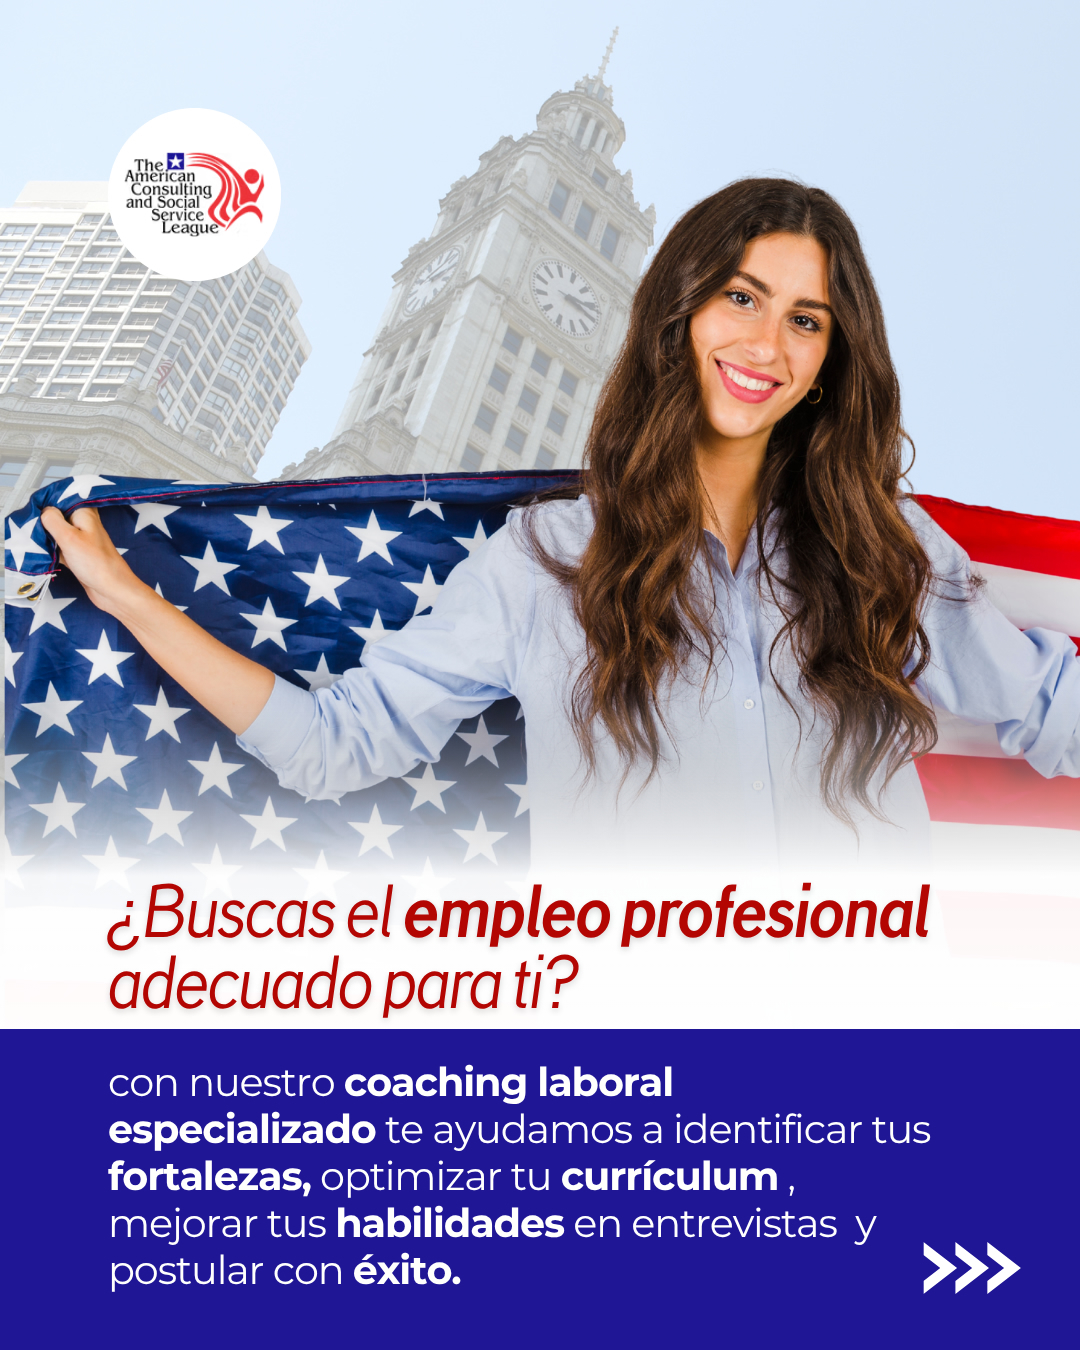 The
American
Consulting
and Social
Service
League
¿Buscas el empleo profesional
adecuado para ti?
con nuestro coaching laboral
especializado te ayudamos a identificar tus
fortalezas, optimizar tu currículum ,
mejorar tus habilidades en entrevistas  y
postular con éxito.